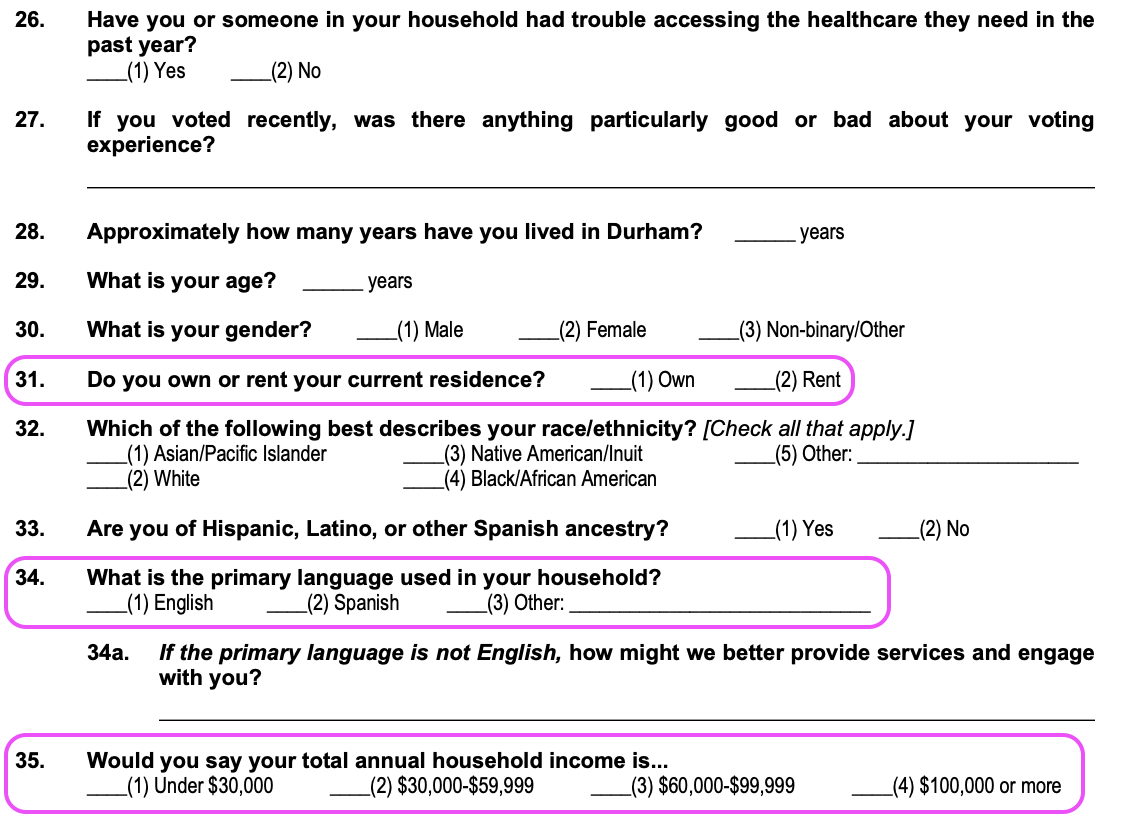 26. Have you or someone in your household had trouble accessing the healthcare they need in the
past year?
____(1) Yes ____(2) No
27. If you voted recently, was there anything particularly good or bad about your voting
experience?
28. Approximately how many years have you lived in Durham? ______ years
29. What is your age? ______ years
30. What is your gender? ____(1) Male ____(2) Female ____(3) Non-binary/Other
31. Do you own or rent your current residence? ____(1) Own ____(2) Rent
32. Which of the following best describes your race/ethnicity? [Check all that apply.]
____(1) Asian/Pacific Islander ____(3) Native American/Inuit ____(5) Other: ______________________
____(2) White ____(4) Black/African American
33. Are you of Hispanic, Latino, or other Spanish ancestry? ____(1) Yes ____(2) No
34. What is the primary language used in your household?
____(1) English ____(2) Spanish ____(3) Other: ______________________________
34a. If the primary language is not English, how might we better provide services and engage
with you?
35. Would you say your total annual household income is...
____(1) Under $30,000 ____(2) $30,000-$59,999 ____(3) $60,000-$99,999 ____(4) $100,000 or more